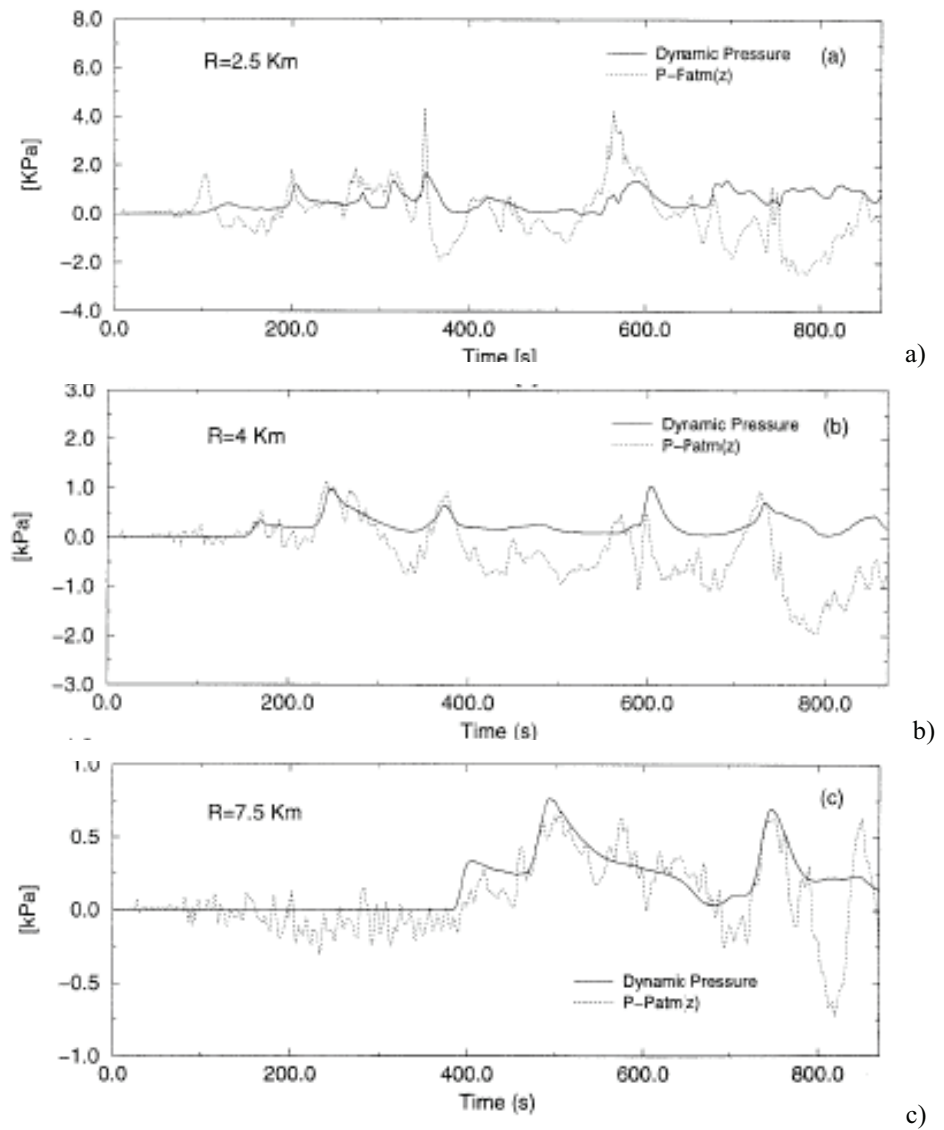 8.0
6.0
4.0
2.0
0.0
−2.0
−4.0
[KPa]
R=2.5 Km
Dynamic Pressure
P−Fatm(z)
(a)
0.0 200.0 400.0 600.0 800.0
Time [s]
a)
3.0
2.0
1.0
0.0
−1.0
−2.0
−3.0
[kPa]
R=4 Km
Dynamic Pressure
P−Patm(z)
(b)
0.0 200.0 400.0 600.0 800.0
Time (s)
b)
1.0
0.5
0.0
−0.5
−1.0
[kPa]
R=7.5 Km
(c)
Dynamic Pressure
P−Patm(z)
0.0 200.0 400.0 600.0 800.0
Time (s)
c)